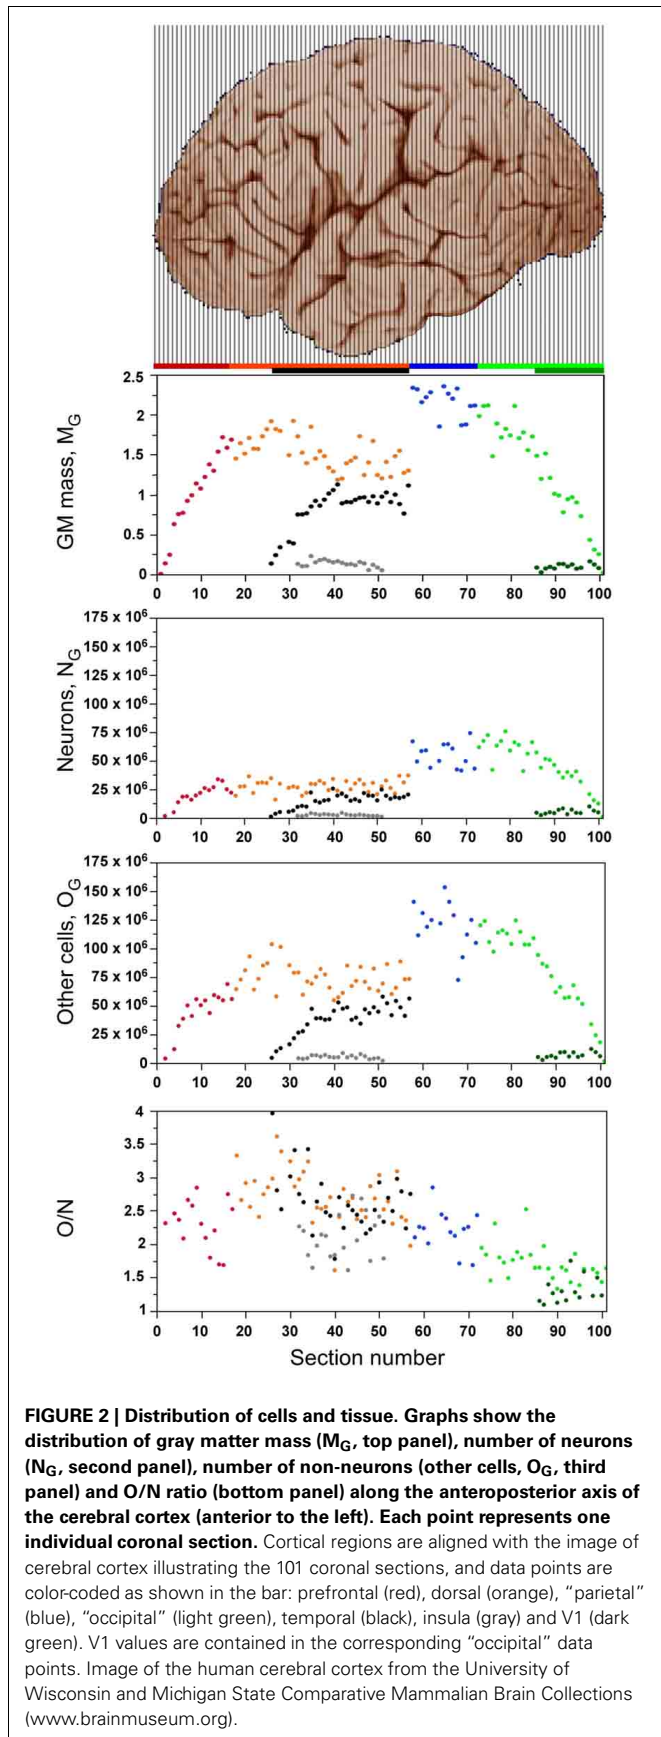 2.5
2
1.5
1
0.5
0
GM mass, M_G
0 10 20 30 40 50 60 70 80 90 100
175 x 10⁶
150 x 10⁶
125 x 10⁶
100 x 10⁶
75 x 10⁶
50 x 10⁶
25 x 10⁶
0
Neurons, N_G
0 10 20 30 40 50 60 70 80 90 100
175 x 10⁶
150 x 10⁶
125 x 10⁶
100 x 10⁶
75 x 10⁶
50 x 10⁶
25 x 10⁶
0
Other cells, O_G
0 10 20 30 40 50 60 70 80 90 100
4
3.5
3
2.5
2
1.5
1
O/N
0 10 20 30 40 50 60 70 80 90 100
Section number
FIGURE 2 | Distribution of cells and tissue. Graphs show the
distribution of gray matter mass (M_G, top panel), number of neurons
(N_G, second panel), number of non-neurons (other cells, O_G, third
panel) and O/N ratio (bottom panel) along the anteroposterior axis of
the cerebral cortex (anterior to the left). Each point represents one
individual coronal section. Cortical regions are aligned with the image of
cerebral cortex illustrating the 101 coronal sections, and data points are
color-coded as shown in the bar: prefrontal (red), dorsal (orange), “parietal”
(blue), “occipital” (light green), temporal (black), insula (gray) and V1 (dark
green). V1 values are contained in the corresponding “occipital” data
points. Image of the human cerebral cortex from the University of
Wisconsin and Michigan State Comparative Mammalian Brain Collections
(www.brainmuseum.org).